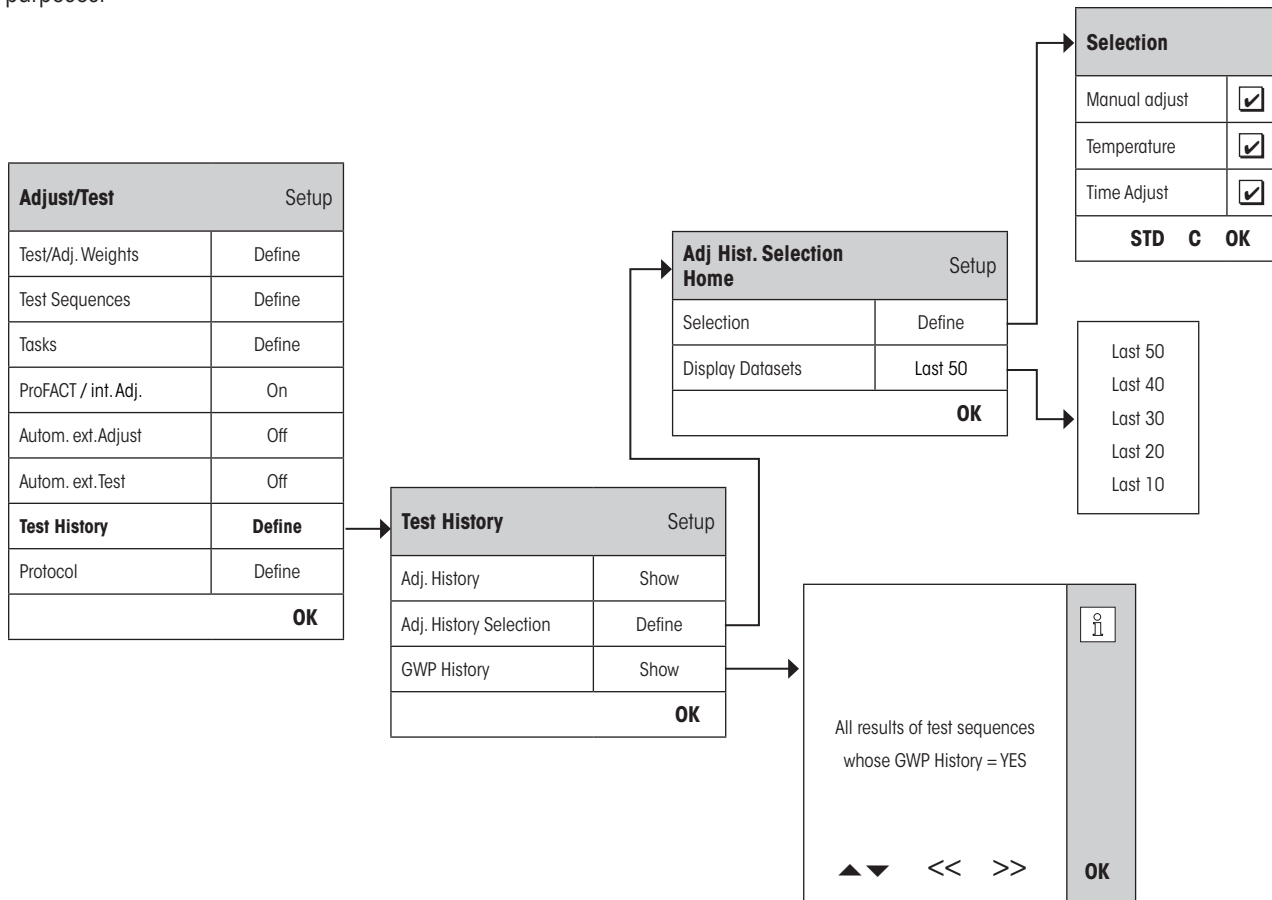 purposes.
Selection
Manual adjust ✔
Temperature ✔
Time Adjust ✔
STD C OK
Adjust/Test Setup
Test/Adj. Weights Define
Test Sequences Define
Tasks Define
ProFACT / int. Adj. On
Autom. ext.Adjust Off
Autom. ext.Test Off
Test History Define
Protocol Define
OK
Adj Hist. Selection
Home
Setup
Selection Define
Display Datasets Last 50
OK
Last 50
Last 40
Last 30
Last 20
Last 10
Test History Setup
Adj. History Show
Adj. History Selection Define
GWP History Show
OK
All results of test sequences
whose GWP History = YES
<< >>
OK